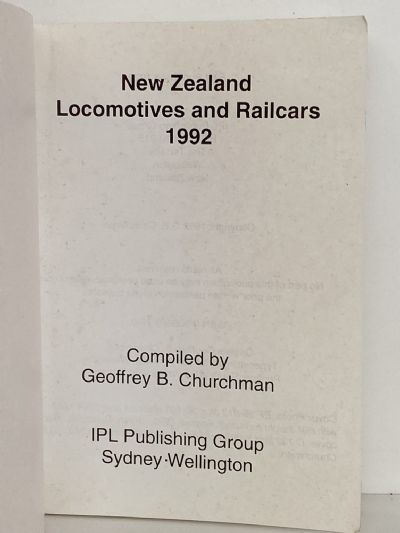 New Zealand
Locomotives and Railcars
1992
Compiled by
Geoffrey B. Churchman
IPL Publishing Group
Sydney·Wellington